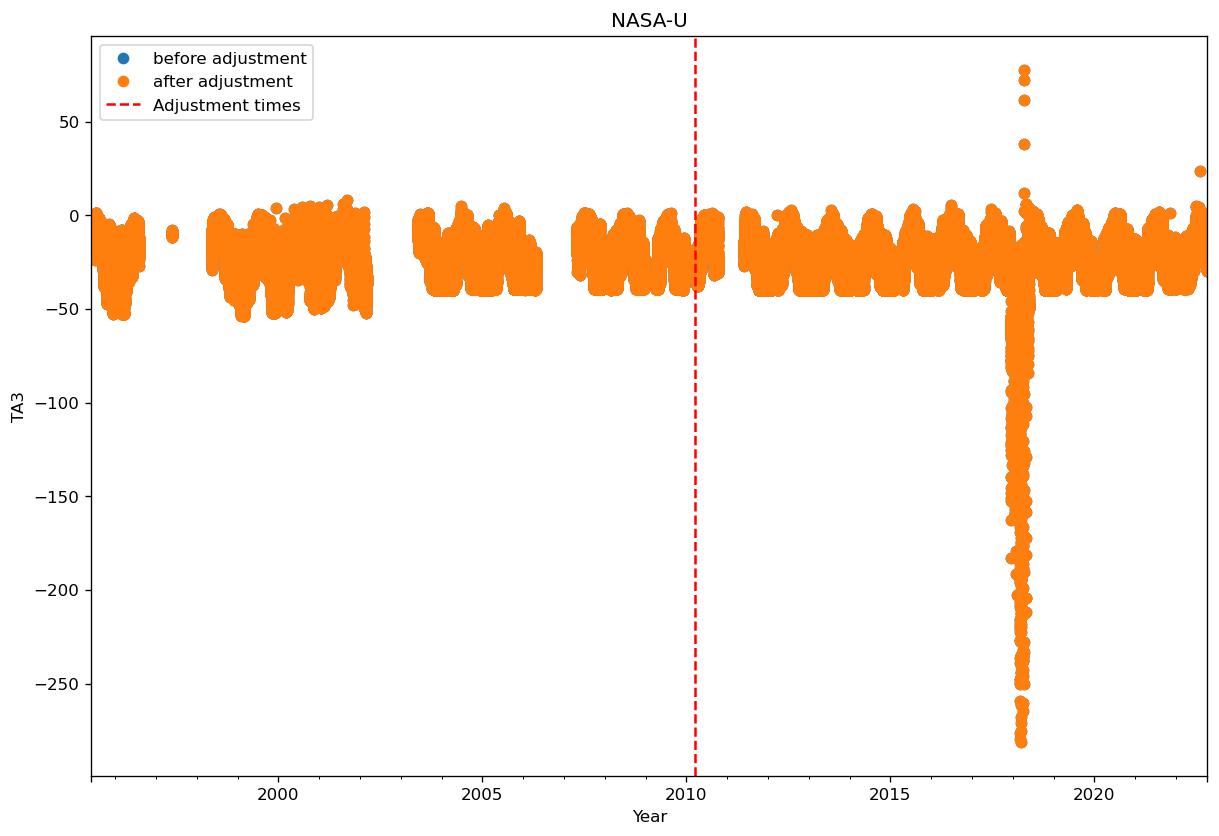 NASA-U
before adjustment
after adjustment
Adjustment times
50
0
−50
−100
−150
−200
−250
TA3
2000 2005 2010 2015 2020
Year